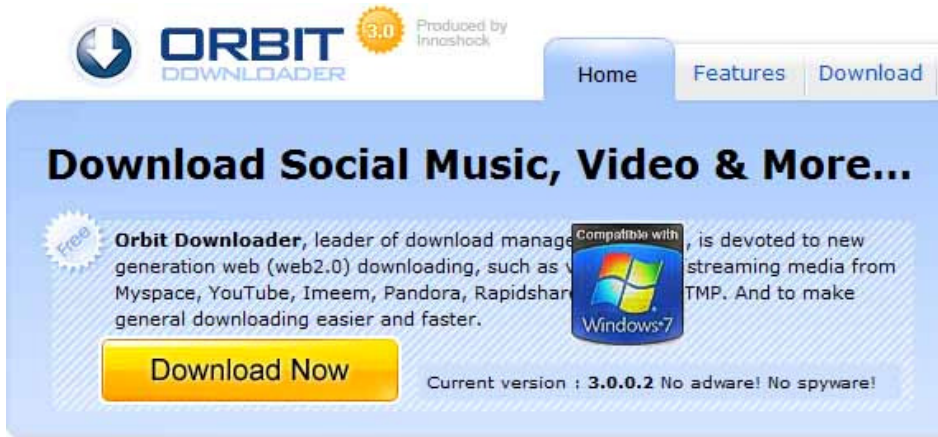 ORBIT
DOWNLOADER
3.0
Produced by
Innoshock
Home Features Download
Download Social Music, Video & More...
Free
Orbit Downloader, leader of download manage , is devoted to new
generation web (web2.0) downloading, such as streaming media from
Myspace, YouTube, Imeem, Pandora, Rapidshar TMP. And to make
general downloading easier and faster.
Compatible with
Windows 7
Download Now
Current version : 3.0.0.2 No adware! No spyware!